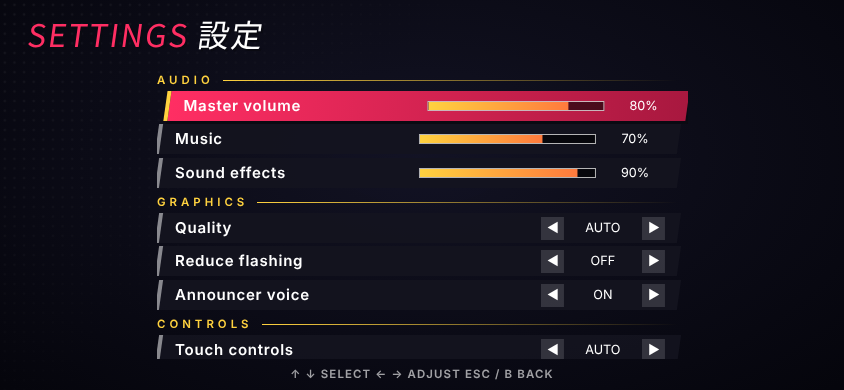 SETTINGS 設定
AUDIO
Master volume 80%
Music 70%
Sound effects 90%
GRAPHICS
Quality ◀ AUTO ▶
Reduce flashing ◀ OFF ▶
Announcer voice ◀ ON ▶
CONTROLS
Touch controls ◀ AUTO ▶
↑ ↓ SELECT ← → ADJUST ESC / B BACK